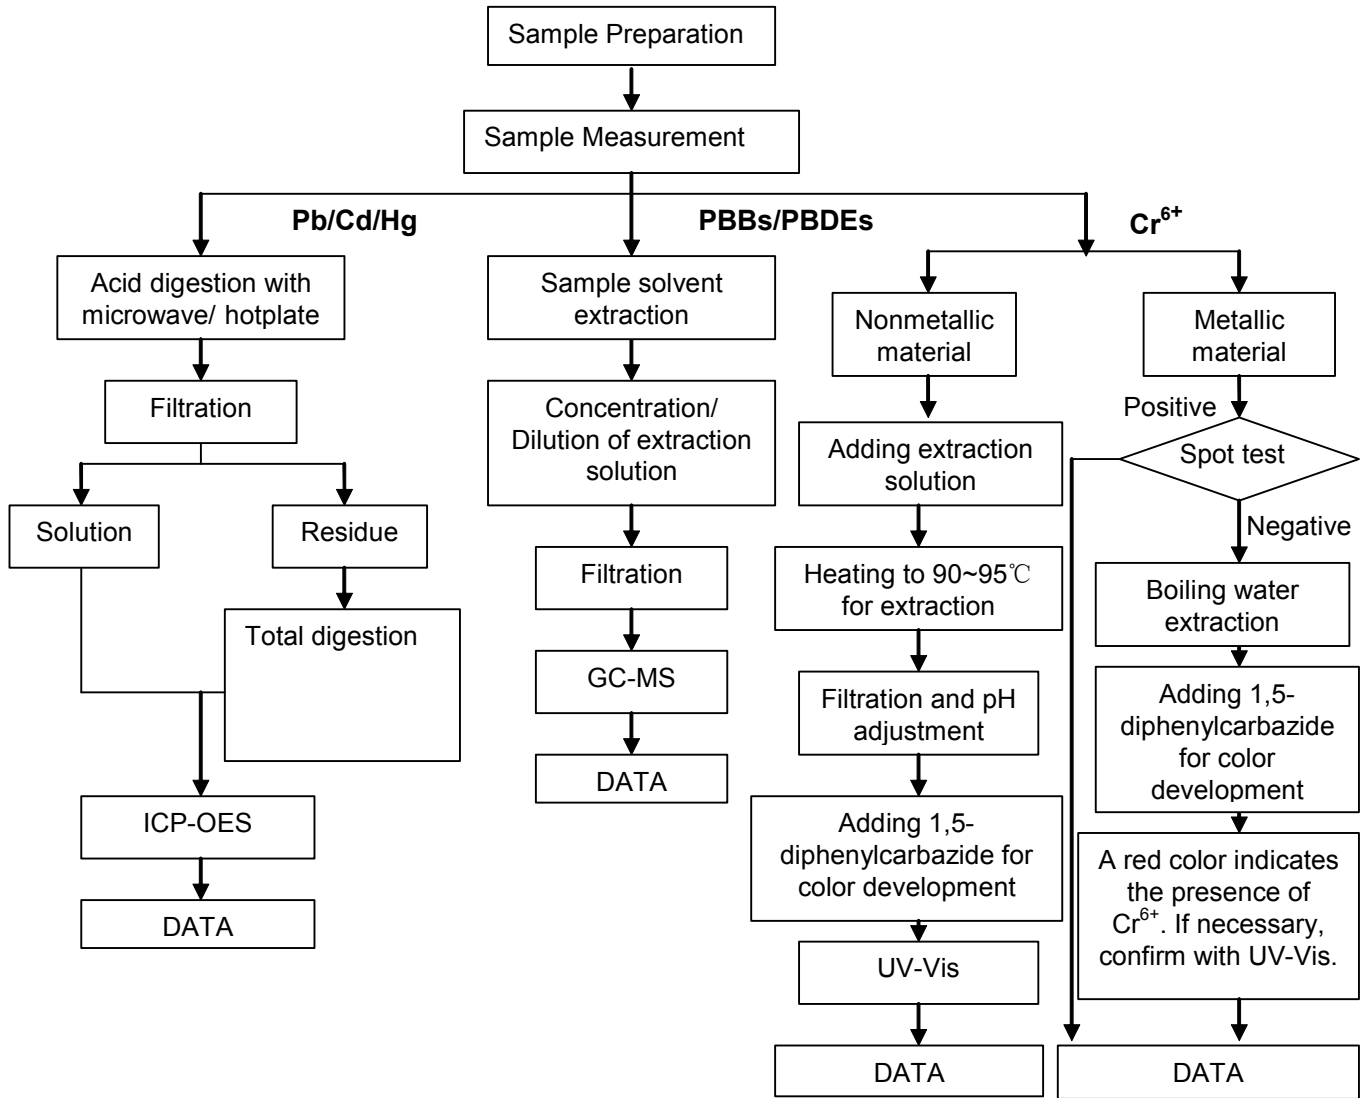 Sample Preparation
Sample Measurement
Pb/Cd/Hg
PBBs/PBDEs
Cr⁶⁺
Acid digestion with
microwave/ hotplate
Filtration
Solution
Residue
Total digestion
ICP-OES
DATA
Sample solvent
extraction
Concentration/
Dilution of extraction
solution
Filtration
GC-MS
DATA
Nonmetallic
material
Adding extraction
solution
Heating to 90~95℃
for extraction
Filtration and pH
adjustment
Adding 1,5-
diphenylcarbazide for
color development
UV-Vis
DATA
Metallic
material
Positive
Spot test
Negative
Boiling water
extraction
Adding 1,5-
diphenylcarbazide
for color
development
A red color indicates
the presence of
Cr⁶⁺. If necessary,
confirm with UV-Vis.
DATA